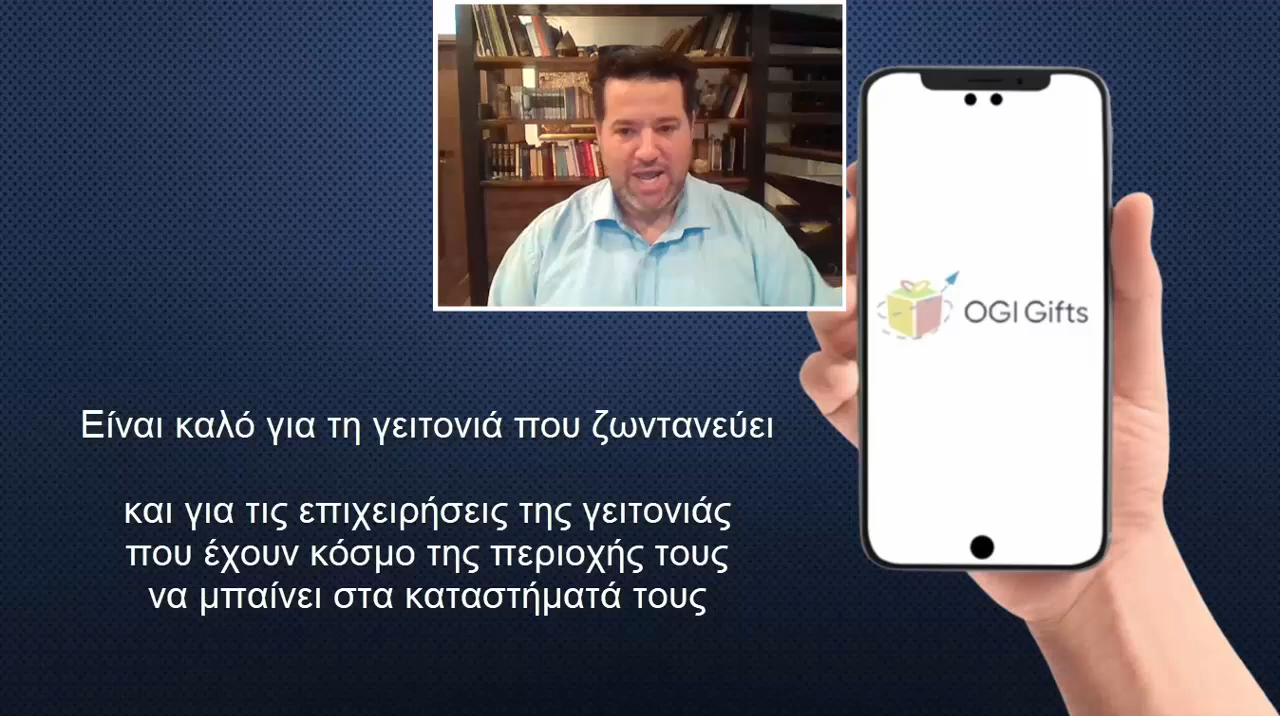 OGI Gifts
Είναι καλό για τη γειτονιά που ζωντανεύει
και για τις επιχειρήσεις της γειτονιάς
που έχουν κόσμο της περιοχής τους
να μπαίνει στα καταστήματά τους